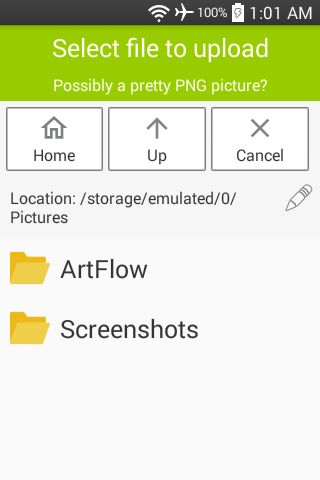 100% 1:01 AM
Select file to upload
Possibly a pretty PNG picture?
Home Up Cancel
Location: /storage/emulated/0/
Pictures
ArtFlow
Screenshots